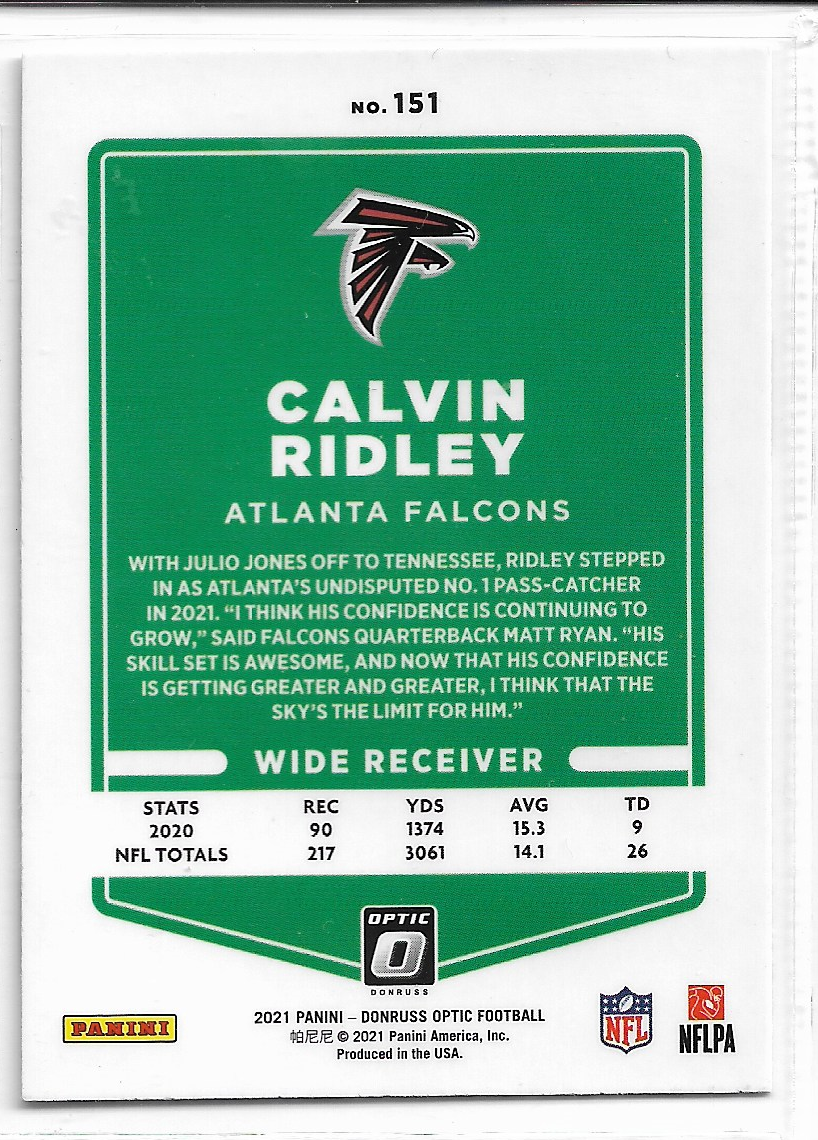 NO. 151
CALVIN
RIDLEY
ATLANTA FALCONS
WITH JULIO JONES OFF TO TENNESSEE, RIDLEY STEPPED
IN AS ATLANTA'S UNDISPUTED NO. 1 PASS-CATCHER
IN 2021. “I THINK HIS CONFIDENCE IS CONTINUING TO
GROW,” SAID FALCONS QUARTERBACK MATT RYAN. “HIS
SKILL SET IS AWESOME, AND NOW THAT HIS CONFIDENCE
IS GETTING GREATER AND GREATER, I THINK THAT THE
SKY'S THE LIMIT FOR HIM.”
WIDE RECEIVER
STATS REC YDS AVG TD
2020 90 1374 15.3 9
NFL TOTALS 217 3061 14.1 26
OPTIC
O
DONRUSS
PANINI
2021 PANINI – DONRUSS OPTIC FOOTBALL
帕尼尼 © 2021 Panini America, Inc.
Produced in the USA.
NFL
NFLPA